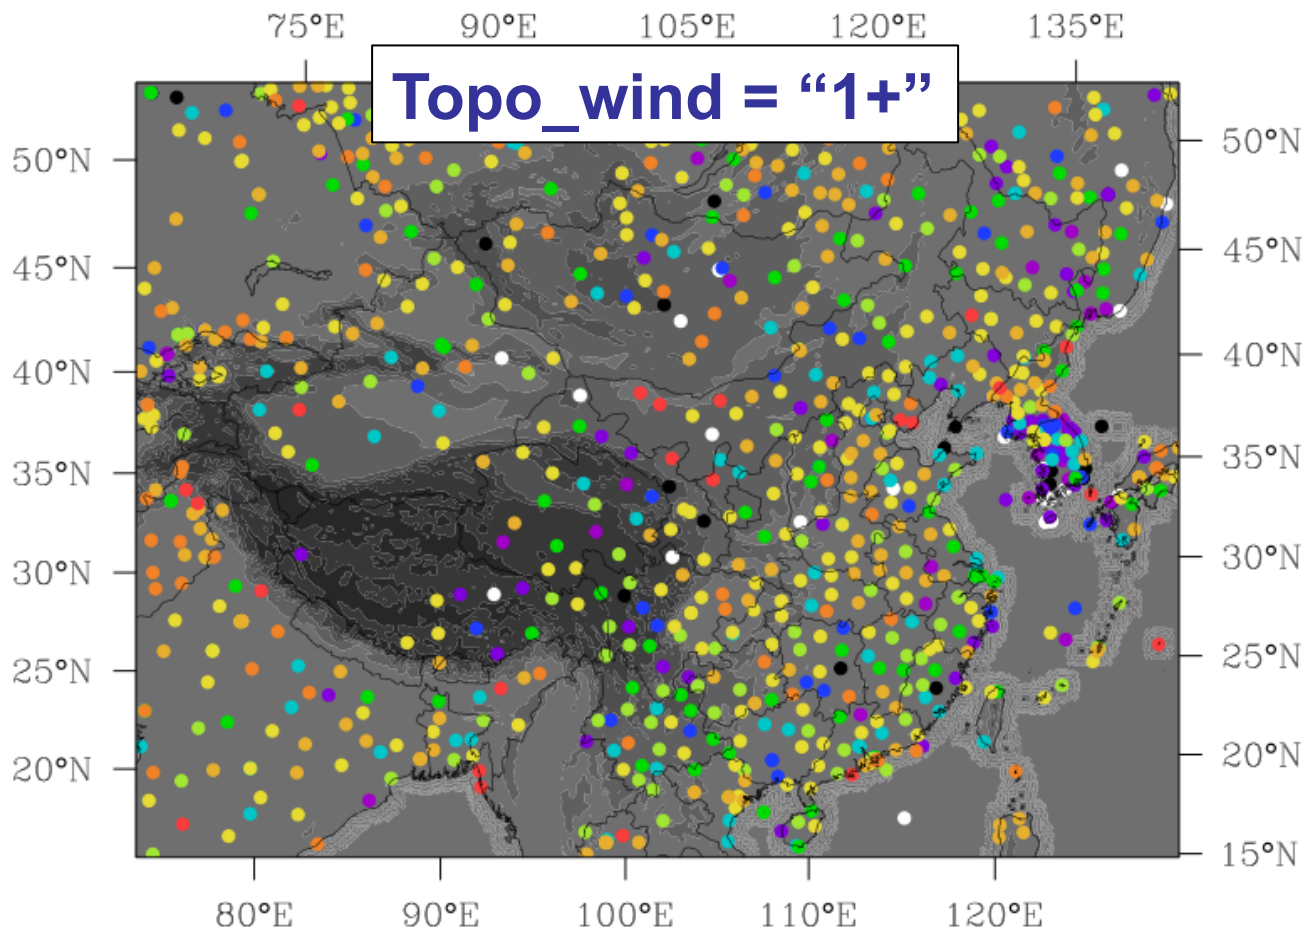 75°E 90°E 105°E 120°E 135°E
Topo_wind = “1+”
50°N 50°N
45°N 45°N
40°N 40°N
35°N 35°N
30°N 30°N
25°N 25°N
20°N 20°N
15°N
80°E 90°E 100°E 110°E 120°E